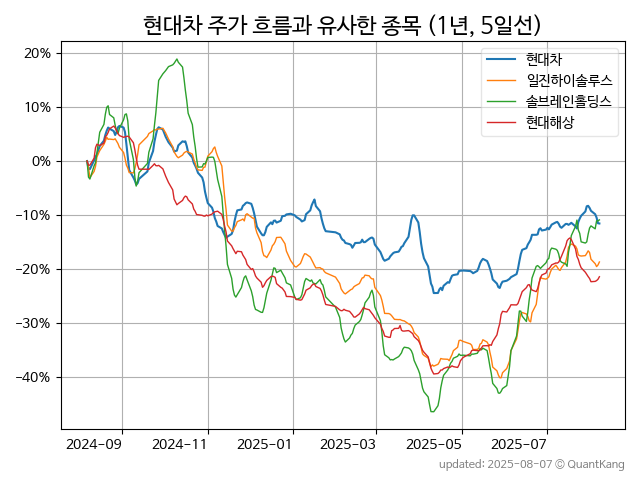 현대차 주가 흐름과 유사한 종목 (1년, 5일선)
현대차
일진하이솔루스
솔브레인홀딩스
현대해상
20%
10%
0%
−10%
−20%
−30%
−40%
2024-09
2024-11
2025-01
2025-03
2025-05
2025-07
updated: 2025-08-07 © QuantKang